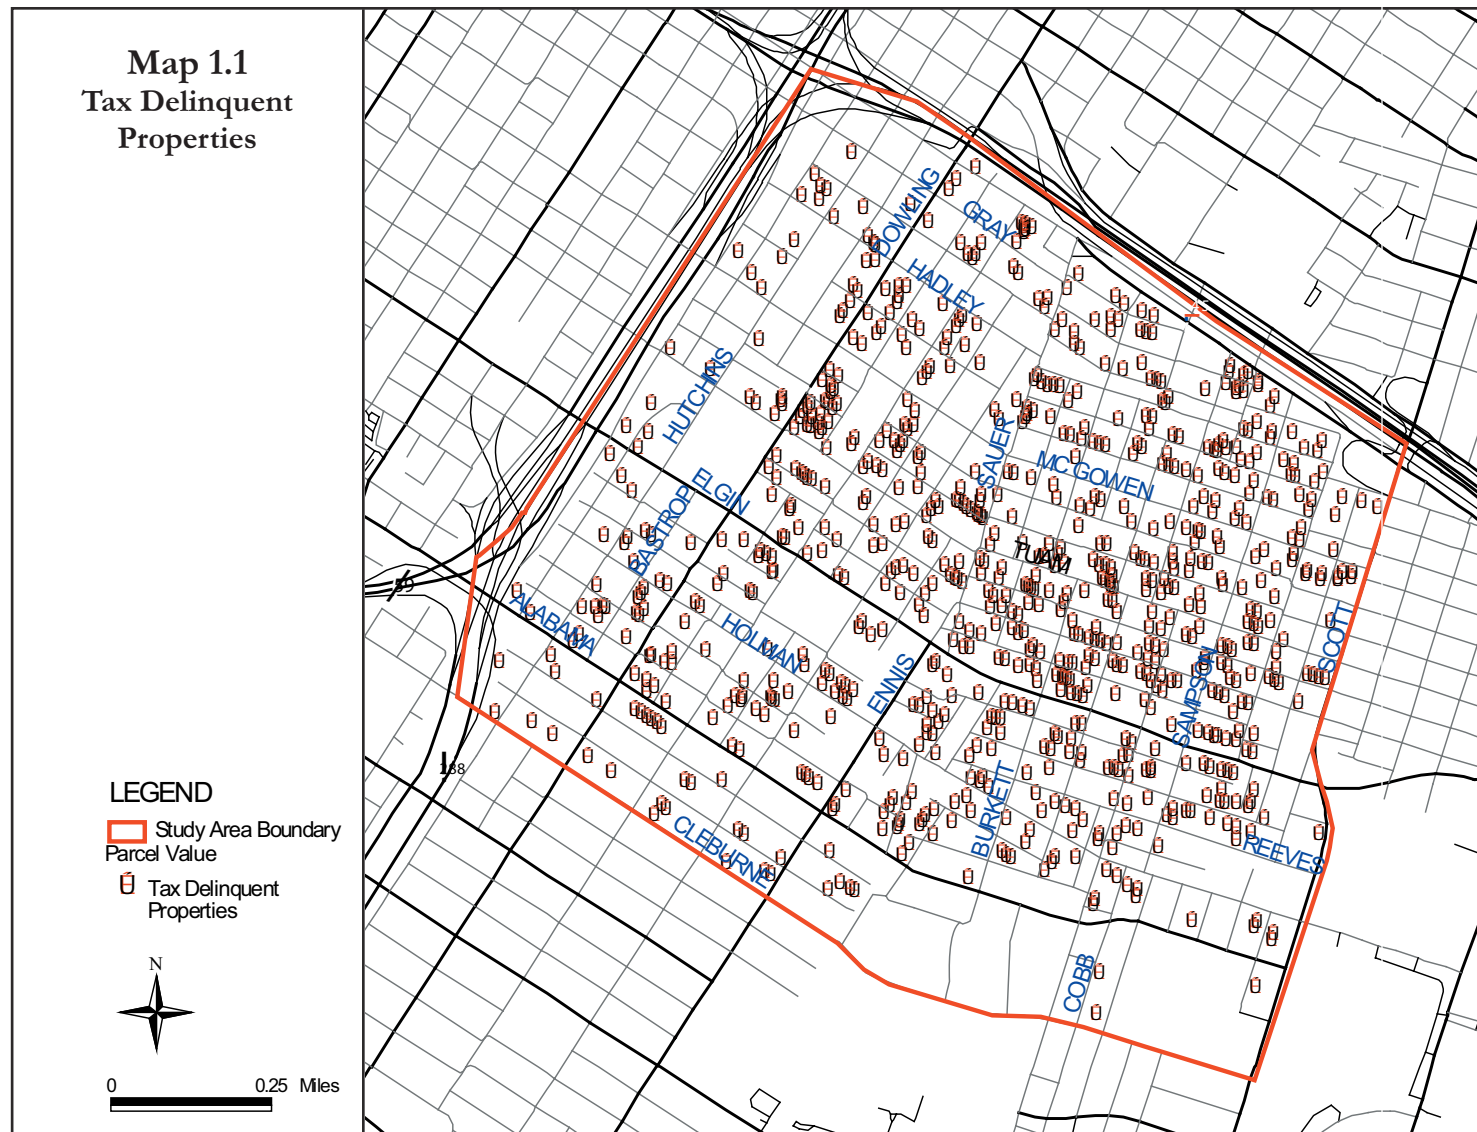 Map 1.1
Tax Delinquent
Properties
DOWLING
GRAY
HADLEY
HUTCHINS
SAUER
MC GOWEN
ELGIN
BASTROP
TUAM
59
ALABAMA
HOLMAN
SCOTT
ENNIS
SAMPSON
288
BURKETT
CLEBURNE
REEVES
COBB
LEGEND
Study Area Boundary
Parcel Value
Tax Delinquent
Properties
N
0 0.25 Miles